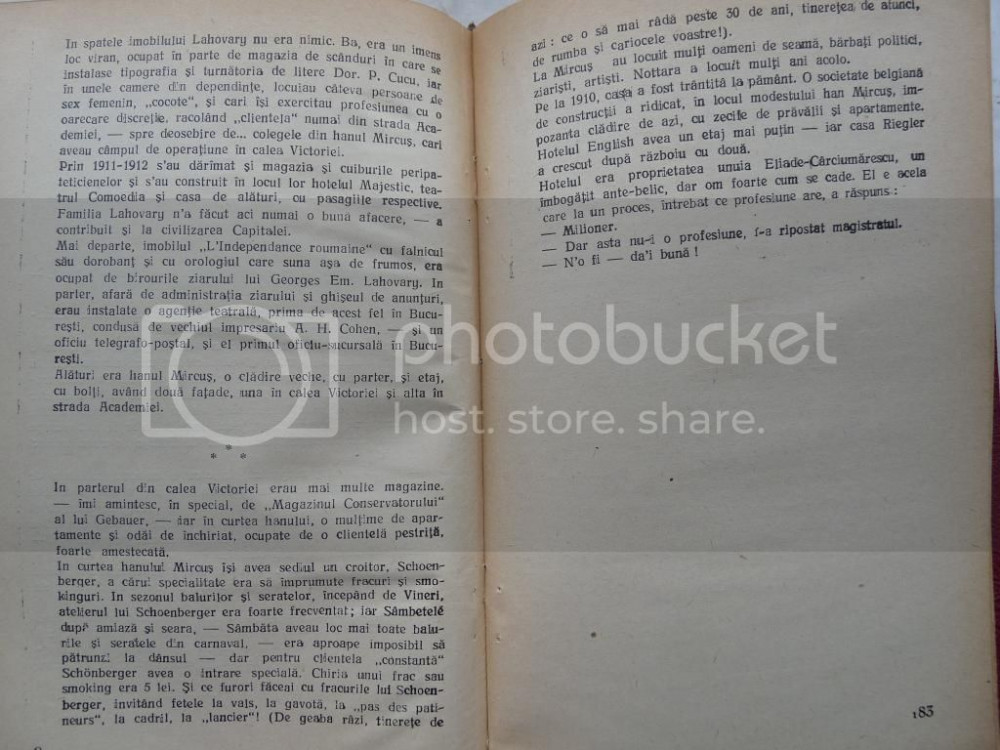 In spatele imobilului Lahovary nu era nimic. Ba, era un imens
loc viran, ocupat în parte de magazia de scânduri în care se
instalase tipografia și turnătoria de litere Dor. P. Cucu, iar
în unele camere din dependințe, locuiau câteva persoane de
sex femenin, „cocote", și cari își exercitau profesiunea cu o
oarecare discreție, racolând „clientela" numai din strada Aca-
demiei, — spre deosebire de... colegele din hanul Mircuș, cari
aveau câmpul de operațiune în calea Victoriei.
Prin 1911-1912 s'au dărîmat și magazia și cuiburile peripa-
teticienelor și s'au construit în locul lor hotelul Majestic, tea-
trul Comoedia și casa de alături, cu pasagiile respective.
Familia Lahovary n'a făcut aci numai o bună afacere, — a
contribuit și la civilizarea Capitalei.
Mai departe, imobilul „L'Independance roumaine" cu falnicul
său dorobanț și cu orologiul care suna așa de frumos, era
ocupat de birourile ziarului lui Georges Em. Lahovary. In
parter, afară de administrația ziarului și ghișeul de anunțuri,
erau instalate o agenție teatrală, prima de acest fel în Bucu-
rești, condusă de vechiul impresariu A. H. Cohen, — și un
oficiu telegrafo-poștal, și el primul oficiu-sucursală în Bucu-
rești.
Alături era hanul Mircuș, o clădire veche, cu parter, și etaj,
cu bolți, având două fațade, una în calea Victoriei și alta în
strada Academiei.
* * *
In parterul din calea Victoriei erau mai multe magazine.
— îmi amintesc, în special, de „Magazinul Conservatorului"
al lui Gebauer, — dar în curtea hanului, o mulțime de apar-
tamente și odăi de închiriat, ocupate de o clientelă pestriță,
foarte amestecată.
In curtea hanului Mircuș își avea sediul un croitor, Schoen-
berger, a cărui specialitate era să împrumute fracuri și smo-
kinguri. In sezonul balurilor și seratelor, începând de Vineri,
atelierul lui Schoenberger era foarte frecventat; iar Sâmbetele
după amiază și seara, — Sâmbăta aveau loc mai toate balu-
rile și seratele din carnaval, — era aproape imposibil să
pătrunzi la dânsul — dar pentru clientela „constantă"
Schönberger avea o intrare specială. Chiria unui frac sau
smoking era 5 lei. Și ce furori făceai cu fracurile lui Schoen-
berger, invitând fetele la vals, la gavotă, la „pas des pati-
neurs", la cadril, la „lancier"! (De geaba râzi, tinerețe de
azi: ce o să mai râdă peste 30 de ani, tinerețea de atunci,
de rumba și cariocele voastre!).
La Mircuș au locuit mulți oameni de seamă, bărbați politici,
ziariști, artiști. Nottara a locuit mulți ani acolo.
Pe la 1910, casa a fost trântită la pământ. O societate belgiană
de construcții a ridicat, în locul modestului han Mircuș, im-
pozanta clădire de azi, cu zecile de prăvălii și apartamente.
Hotelul English avea un etaj mai puțin — iar casa Riegler
a crescut după războiu cu două.
Hotelul era proprietatea unuia Eliade-Cârciumărescu, un
îmbogățit ante-belic, dar om foarte cum se cade. El e acela
care la un proces, întrebat ce profesiune are, a răspuns:
— Milioner.
— Dar asta nu-i o profesiune, i-a ripostat magistratul.
— N'o fi — da'i bună!
183
photobucket
host. store. share.